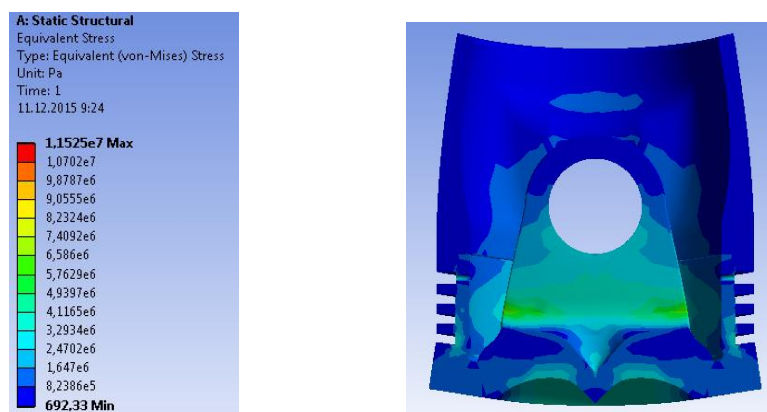 A: Static Structural
Equivalent Stress
Type: Equivalent (von-Mises) Stress
Unit: Pa
Time: 1
11.12.2015 9:24
1,1525e7 Max
1,0702e7
9,8787e6
9,0555e6
8,2324e6
7,4092e6
6,586e6
5,7629e6
4,9397e6
4,1165e6
3,2934e6
2,4702e6
1,647e6
8,2386e5
692,33 Min